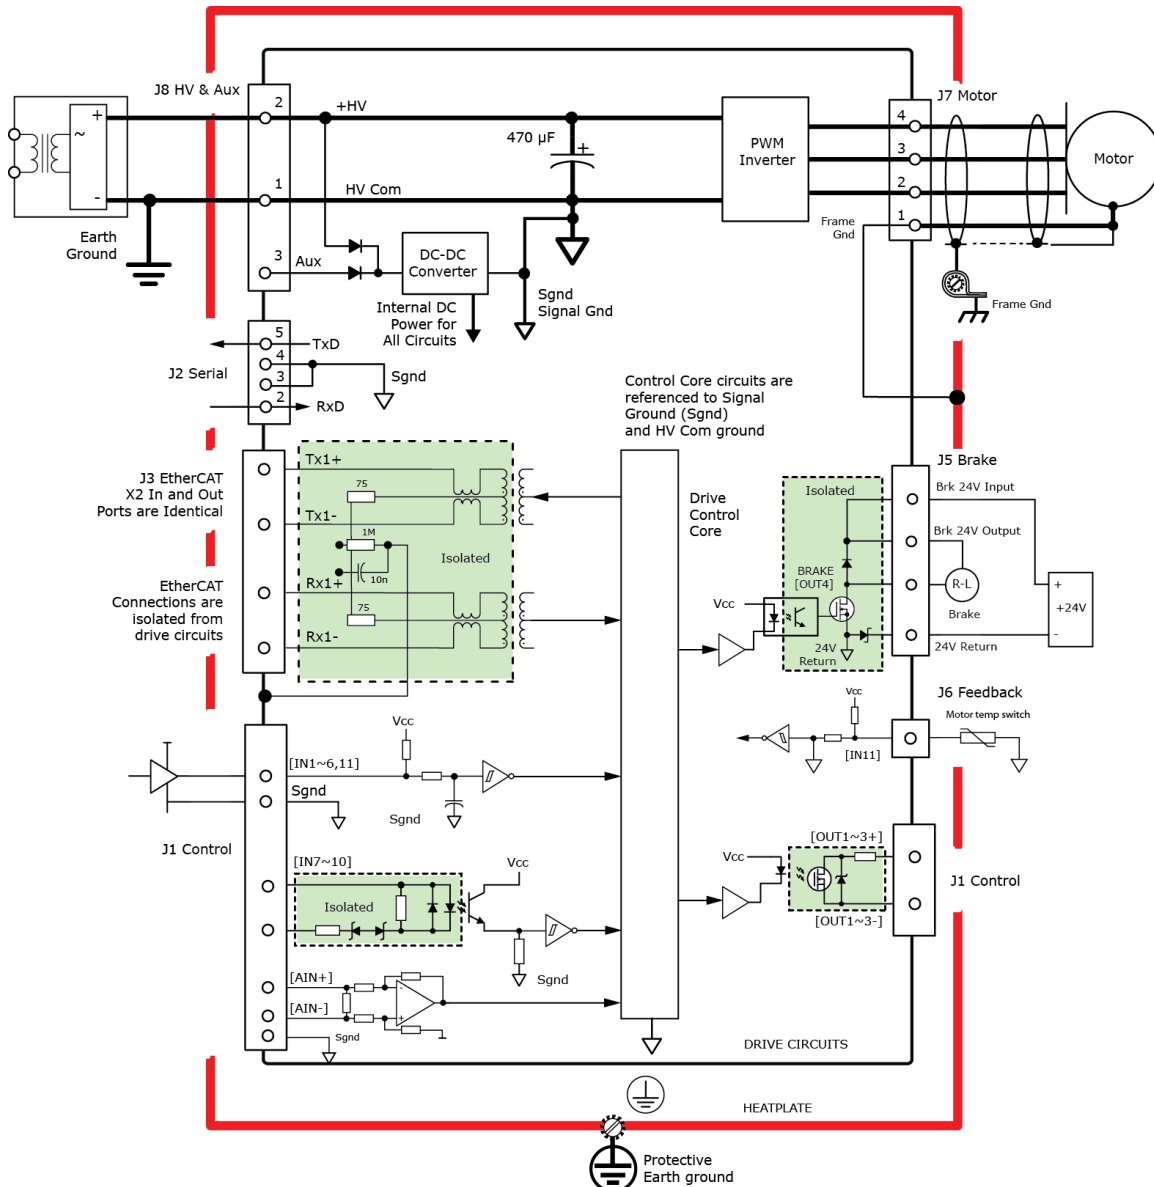 J8 HV & Aux
2
+HV
470 µF
+
PWM
Inverter
J7 Motor
4
3
2
1
Motor
+
~
-
1
HV Com
Frame
Gnd
Earth
Ground
3
Aux
DC-DC
Converter
Sgnd
Signal Gnd
Internal DC
Power for
All Circuits
Frame Gnd
5
TxD
4
J2 Serial
3
Sgnd
2
RxD
Control Core circuits are
referenced to Signal
Ground (Sgnd)
and HV Com ground
J3 EtherCAT
X2 In and Out
Ports are Identical
Tx1+
75
Tx1-
1M
Isolated
10n
Rx1+
75
Rx1-
EtherCAT
Connections are
isolated from
drive circuits
Drive
Control
Core
J5 Brake
Isolated
Brk 24V Input
Brk 24V Output
BRAKE
[OUT4]
R-L
Brake
+
+24V
-
Vcc
24V
Return
24V Return
J6 Feedback
Vcc
Motor temp switch
[IN11]
Vcc
[IN1~6,11]
Sgnd
Sgnd
J1 Control
[IN7~10]
Vcc
Isolated
Sgnd
[AIN+]
-
[AIN-]
+
Sgnd
[OUT1~3+]
Vcc
J1 Control
[OUT1~3-]
DRIVE CIRCUITS
HEATPLATE
Protective
Earth ground